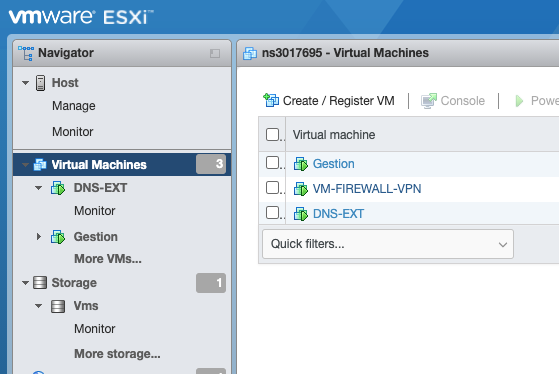 vmware ESXi™
Navigator
Host
Manage
Monitor
Virtual Machines 3
DNS-EXT
Monitor
Gestion
More VMs...
Storage 1
Vms
Monitor
More storage...
ns3017695 - Virtual Machines
Create / Register VM | Console | Powe
Virtual machine
Gestion
VM-FIREWALL-VPN
DNS-EXT
Quick filters...